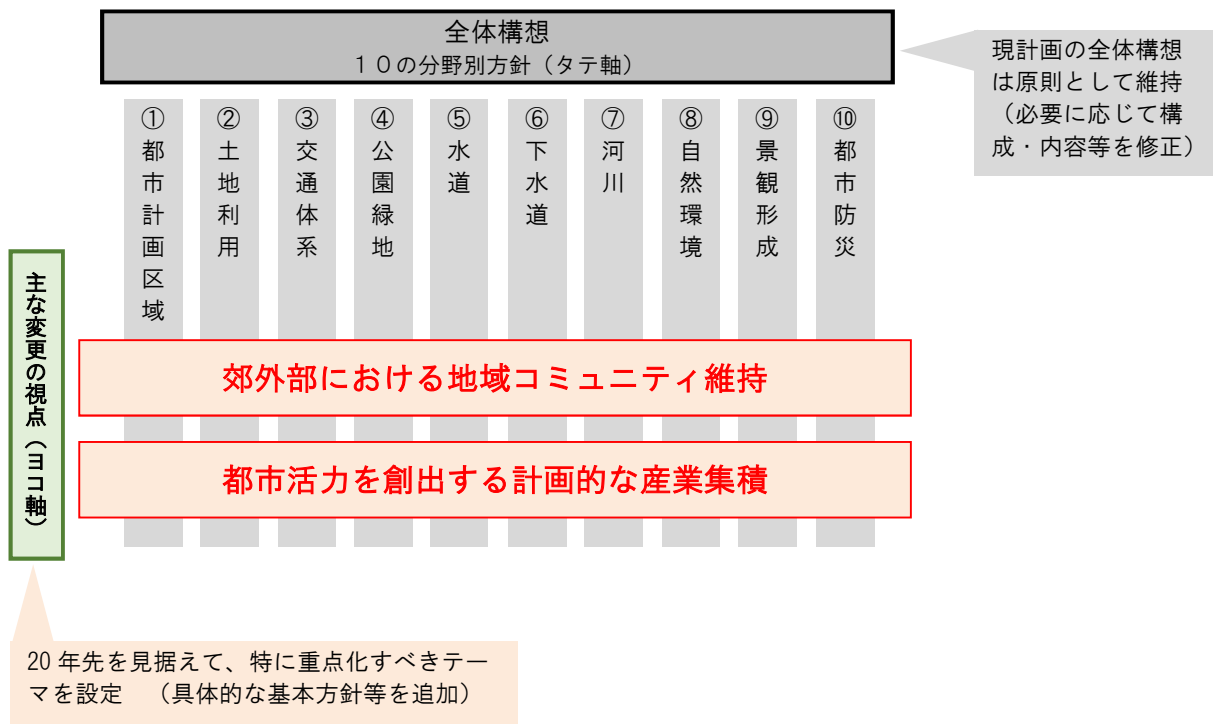 全体構想
１０の分野別方針（タテ軸）
現計画の全体構想
は原則として維持
（必要に応じて構
成・内容等を修正）
①都市計画区域
②土地利用
③交通体系
④公園緑地
⑤水道
⑥下水道
⑦河川
⑧自然環境
⑨景観形成
⑩都市防災
主な変更の視点（ヨコ軸）
郊外部における地域コミュニティ維持
都市活力を創出する計画的な産業集積
20 年先を見据えて、特に重点化すべきテー
マを設定　（具体的な基本方針等を追加）